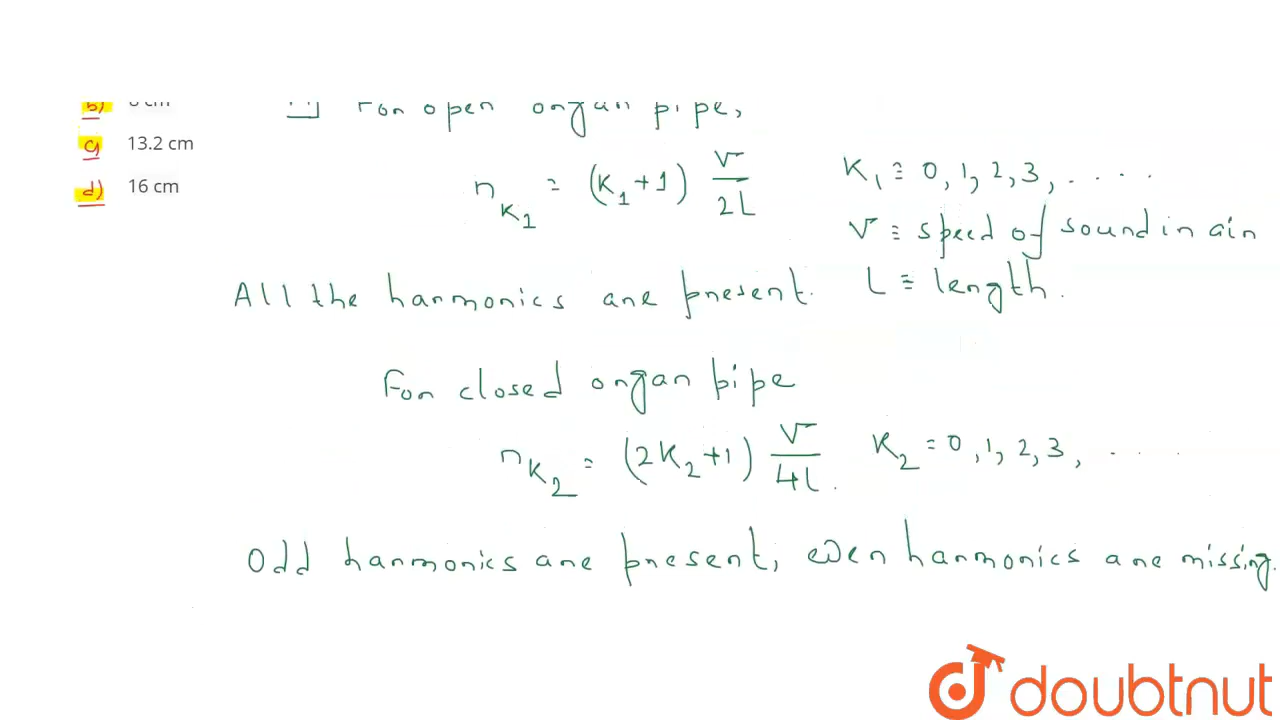 b) 8 cm
For open organ pipe,
c) 13.2 cm
n_{K_1} = (K_1+1) V/2L K_1 ≡ 0, 1, 2, 3, .....
d) 16 cm
V ≡ speed of sound in air
All the harmonics are present. L ≡ length.
For closed organ pipe
n_{K_2} = (2K_2+1) V/4L. K_2 = 0, 1, 2, 3, .....
Odd harmonics are present, even harmonics are missing.
doubtnut